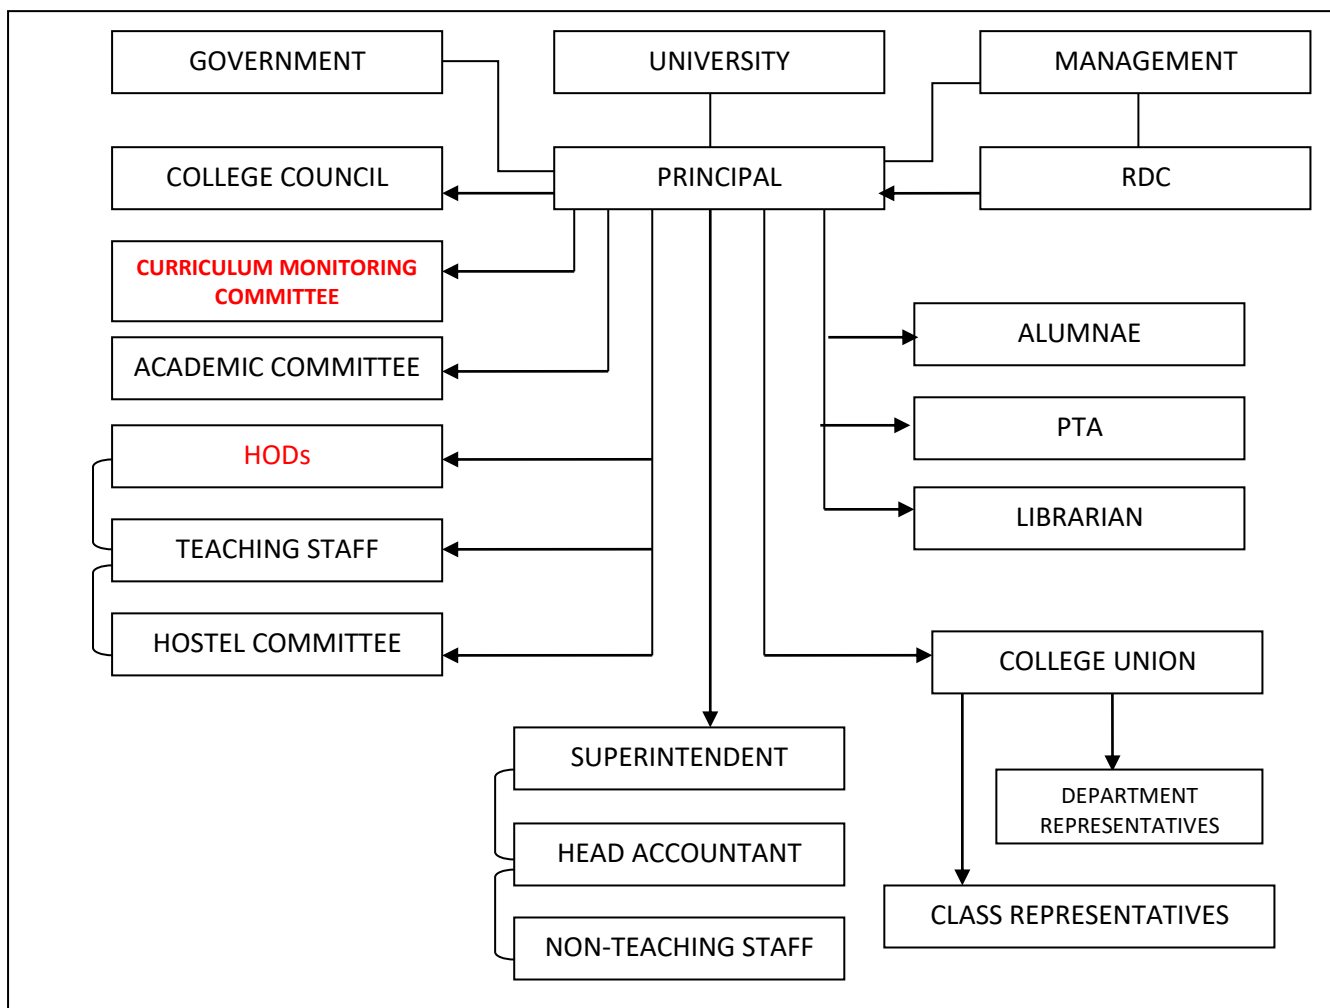 GOVERNMENT
UNIVERSITY
MANAGEMENT
COLLEGE COUNCIL
PRINCIPAL
RDC
CURRICULUM MONITORING
COMMITTEE
ALUMNAE
ACADEMIC COMMITTEE
PTA
HODs
LIBRARIAN
TEACHING STAFF
HOSTEL COMMITTEE
COLLEGE UNION
SUPERINTENDENT
DEPARTMENT
REPRESENTATIVES
HEAD ACCOUNTANT
CLASS REPRESENTATIVES
NON-TEACHING STAFF